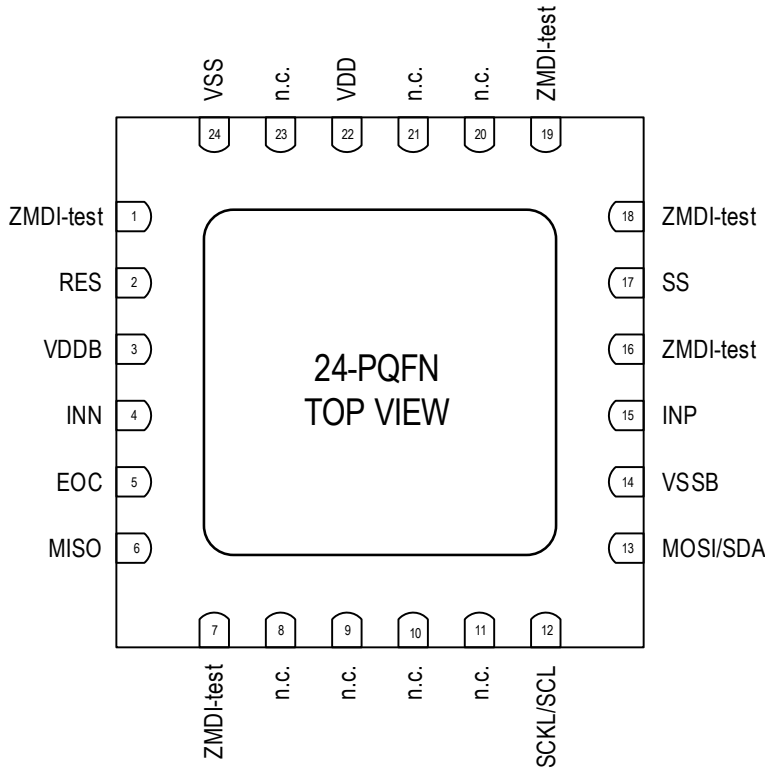 VSS
n.c.
VDD
n.c.
n.c.
ZMDI-test
24
23
22
21
20
19
ZMDI-test 1
RES 2
VDDB 3
INN 4
EOC 5
MISO 6
18 ZMDI-test
17 SS
16 ZMDI-test
15 INP
14 VSSB
13 MOSI/SDA
24-PQFN
TOP VIEW
7
8
9
10
11
12
ZMDI-test
n.c.
n.c.
n.c.
n.c.
SCKL/SCL